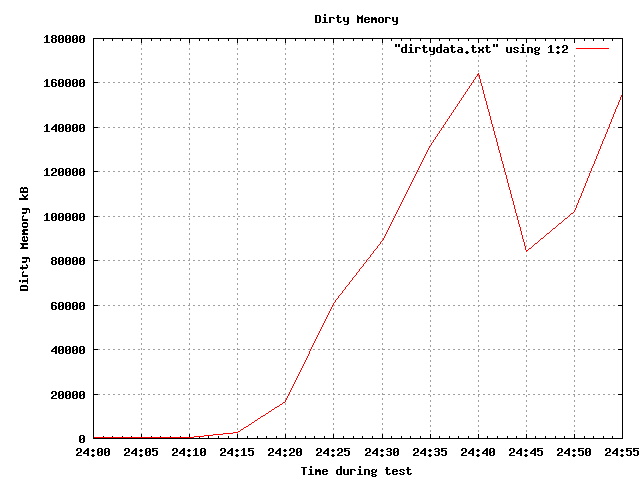 Dirty Memory
"dirtydata.txt" using 1:2
180000
160000
140000
120000
100000
80000
60000
40000
20000
0
Dirty Memory kB
24:00 24:05 24:10 24:15 24:20 24:25 24:30 24:35 24:40 24:45 24:50 24:55
Time during test